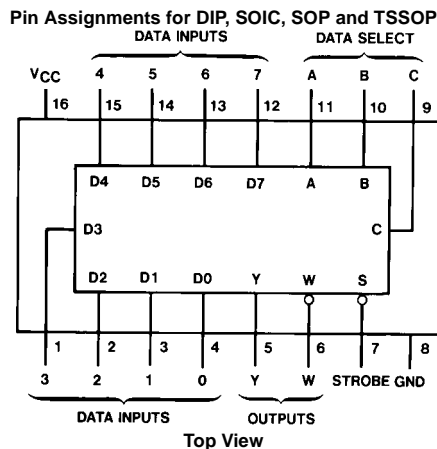 Pin Assignments for DIP, SOIC, SOP and TSSOP
DATA INPUTS DATA SELECT
VCC 4 5 6 7 A B C
16 15 14 13 12 11 10 9
D4 D5 D6 D7 A B
D3 C
D2 D1 D0 Y W S
1 2 3 4 5 6 7 8
3 2 1 0 Y W STROBE GND
DATA INPUTS OUTPUTS
Top View